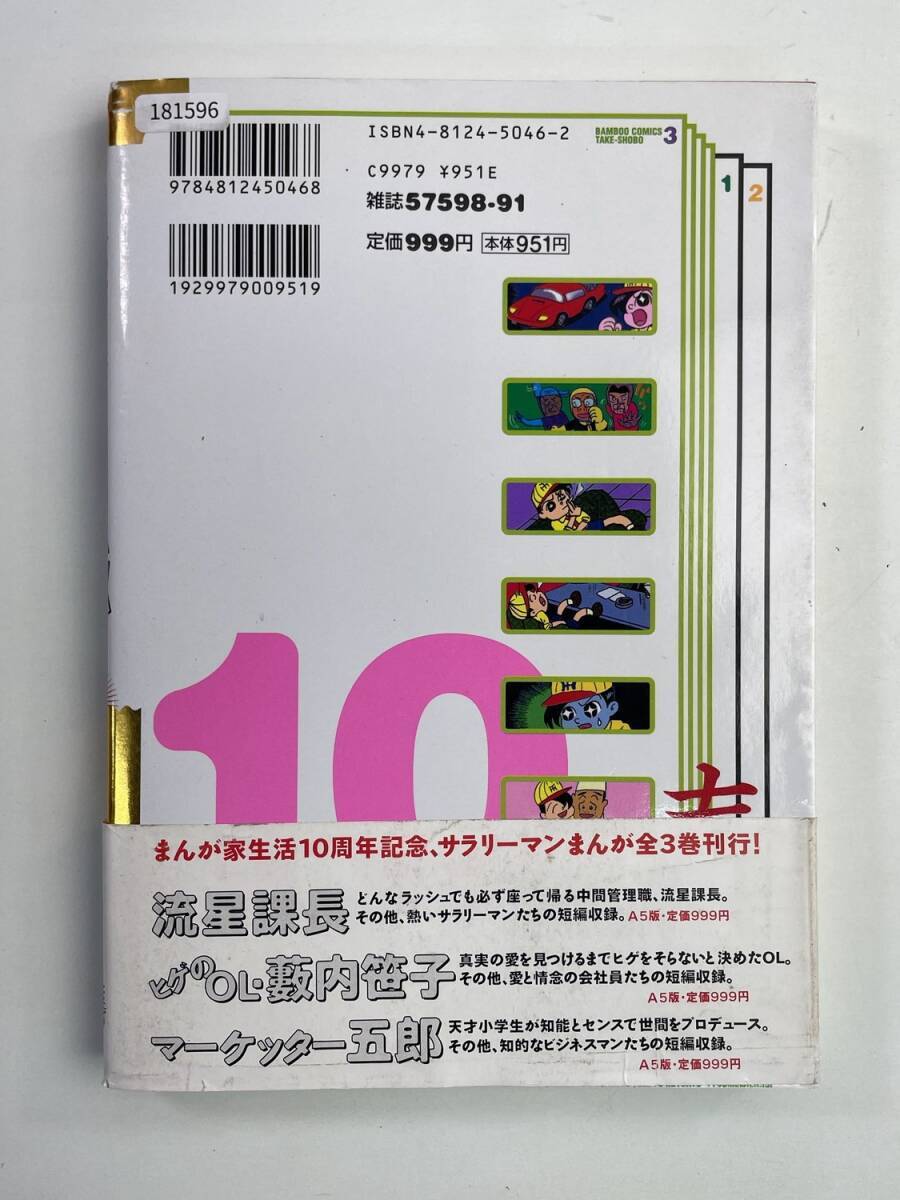 181596
9784812450468
1929979009519
ISBN4-8124-5046-2
C9979 ¥951E
雑誌57598-91
定価999円 本体951円
BAMBOO COMICS
TAKE-SHOBO 3
1
2
10
まんが家生活10周年記念、サラリーマンまんが全3巻刊行!
流星課長
どんなラッシュでも必ず座って帰る中間管理職、流星課長。
その他、熱いサラリーマンたちの短編収録。A5版・定価999円
ヒゲのOL・藪内笹子
真実の愛を見つけるまでヒゲをそらないと決めたOL。
その他、愛と情念の会社員たちの短編収録。
A5版・定価999円
マーケッター五郎
天才小学生が知能とセンスで世間をプロデュース。
その他、知的なビジネスマンたちの短編収録。
A5版・定価999円